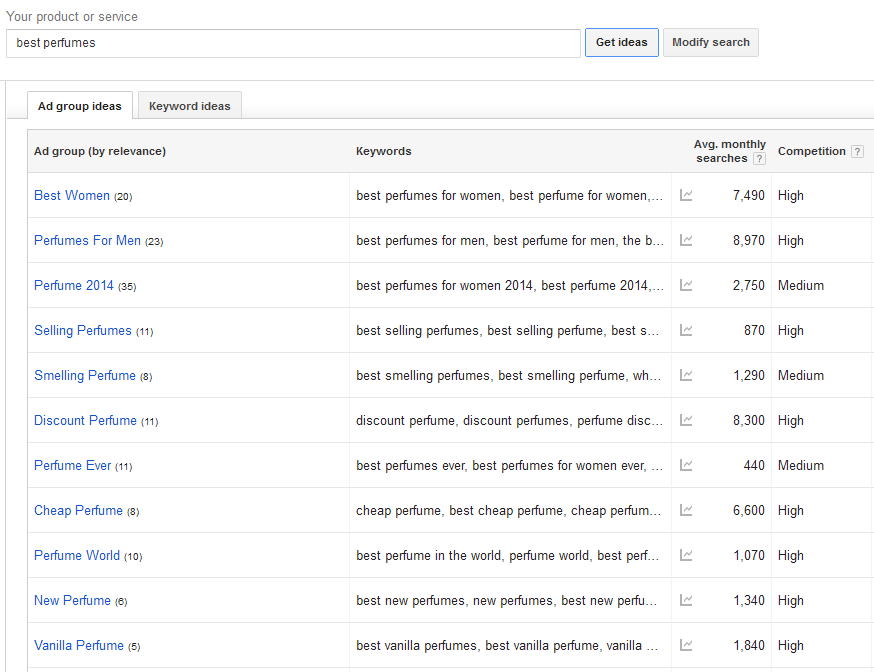 Your product or service
best perfumes Get ideas Modify search
Ad group ideas Keyword ideas
Ad group (by relevance) Keywords Avg. monthly searches ? Competition ?
Best Women (20) best perfumes for women, best perfume for women,... 7,490 High
Perfumes For Men (23) best perfumes for men, best perfume for men, the b... 8,970 High
Perfume 2014 (35) best perfumes for women 2014, best perfume 2014,... 2,750 Medium
Selling Perfumes (11) best selling perfumes, best selling perfume, best s... 870 High
Smelling Perfume (8) best smelling perfumes, best smelling perfume, wh... 1,290 Medium
Discount Perfume (11) discount perfume, discount perfumes, perfume disc... 8,300 High
Perfume Ever (11) best perfumes ever, best perfumes for women ever, ... 440 Medium
Cheap Perfume (8) cheap perfume, best cheap perfume, cheap perfum... 6,600 High
Perfume World (10) best perfume in the world, perfume world, best perf... 1,070 High
New Perfume (6) best new perfumes, new perfumes, best new perfu... 1,340 High
Vanilla Perfume (5) best vanilla perfumes, best vanilla perfume, vanilla ... 1,840 High